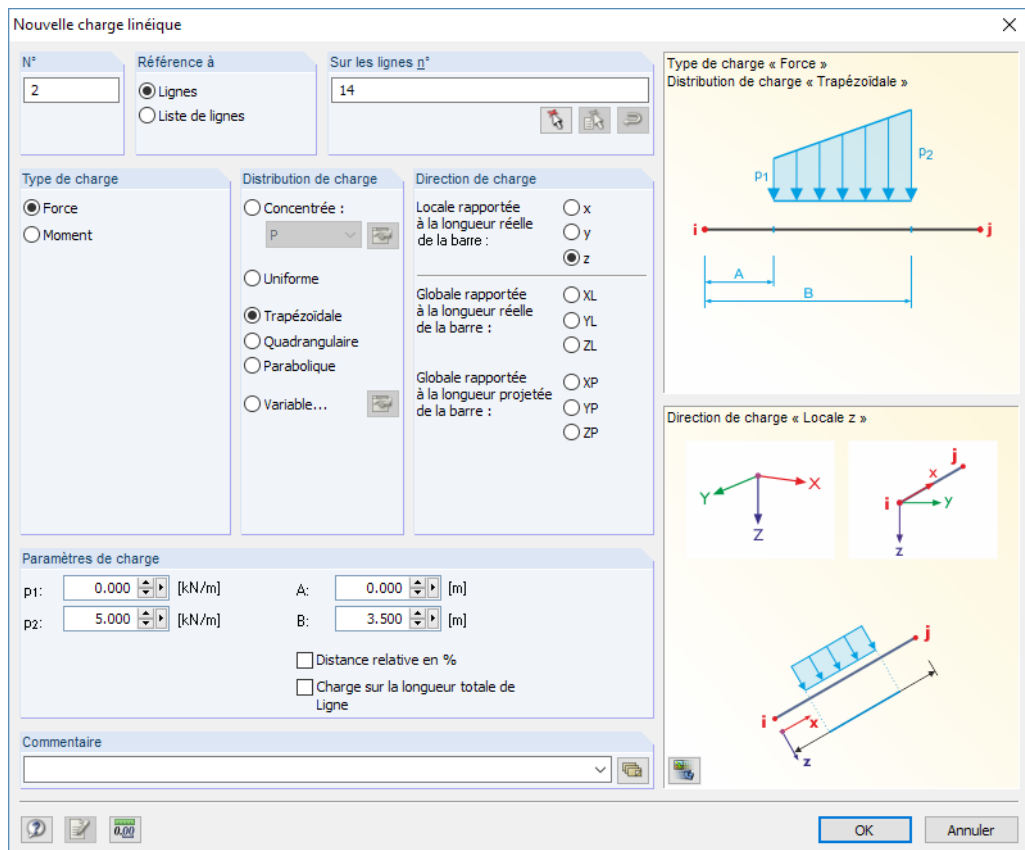 Nouvelle charge linéique
N°
2
Référence à
Lignes
Liste de lignes
Sur les lignes n°
14
Type de charge
Force
Moment
Distribution de charge
Concentrée :
P
Uniforme
Trapézoïdale
Quadrangulaire
Parabolique
Variable...
Direction de charge
Locale rapportée
à la longueur réelle
de la barre :
x
y
z
Globale rapportée
à la longueur réelle
de la barre :
XL
YL
ZL
Globale rapportée
à la longueur projetée
de la barre :
XP
YP
ZP
Paramètres de charge
p1: 0.000 [kN/m]
p2: 5.000 [kN/m]
A: 0.000 [m]
B: 3.500 [m]
Distance relative en %
Charge sur la longueur totale de
Ligne
Commentaire
Type de charge « Force »
Distribution de charge « Trapézoïdale »
p1
p2
i
j
A
B
Direction de charge « Locale z »
Y
X
Z
j
x
i
y
z
j
i
x
z
0.00
OK
Annuler